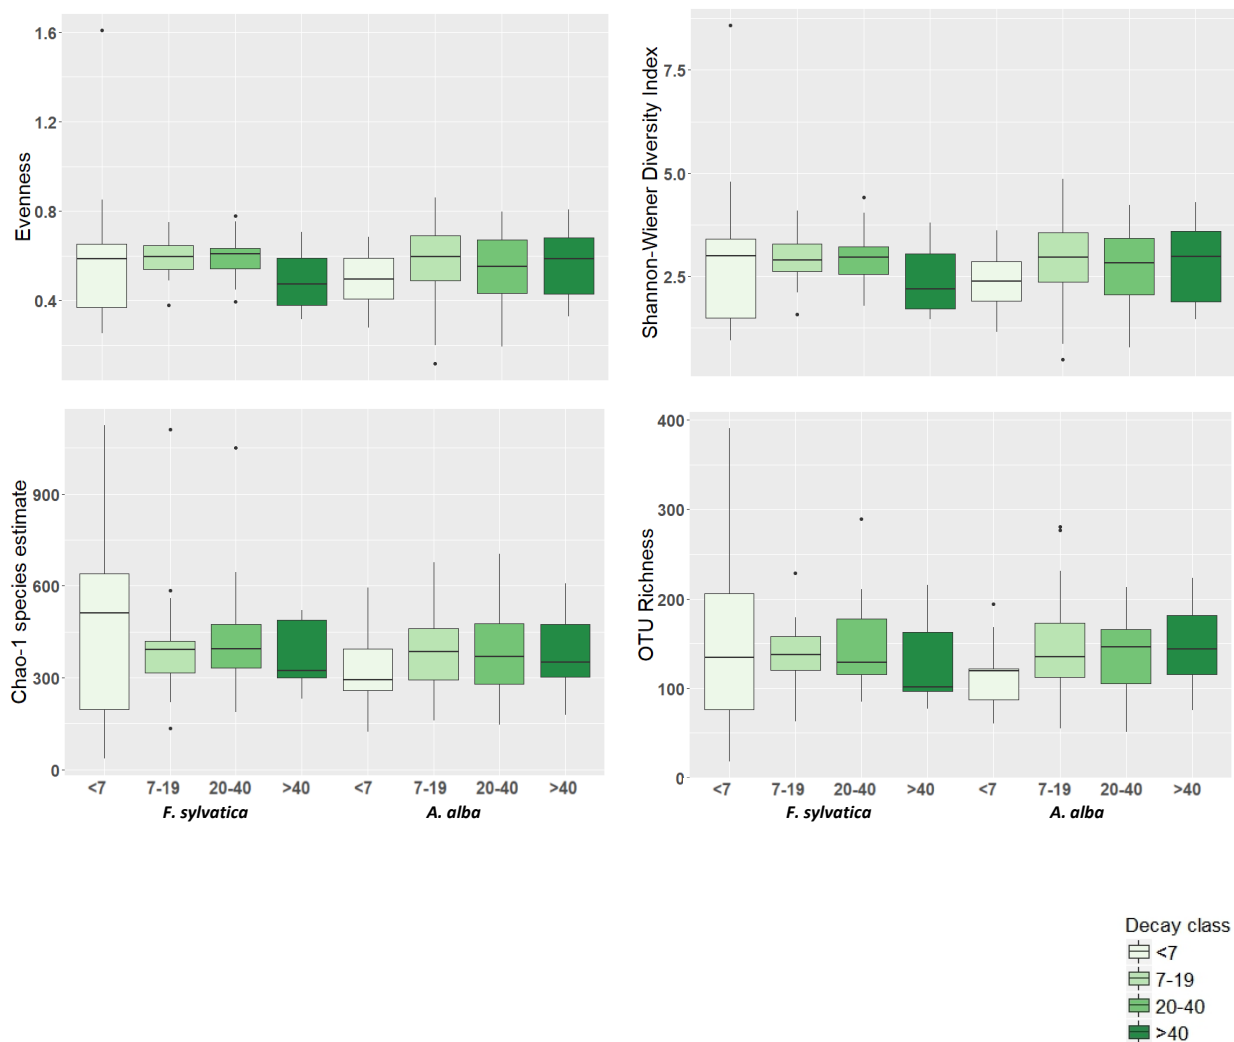 Evenness
1.6
1.2
0.8
0.4
Shannon-Wiener Diversity Index
7.5
5.0
2.5
Chao-1 species estimate
900
600
300
0
<7 7-19 20-40 >40 <7 7-19 20-40 >40
F. sylvatica A. alba
OTU Richness
400
300
200
100
0
<7 7-19 20-40 >40 <7 7-19 20-40 >40
F. sylvatica A. alba
Decay class
<7
7-19
20-40
>40